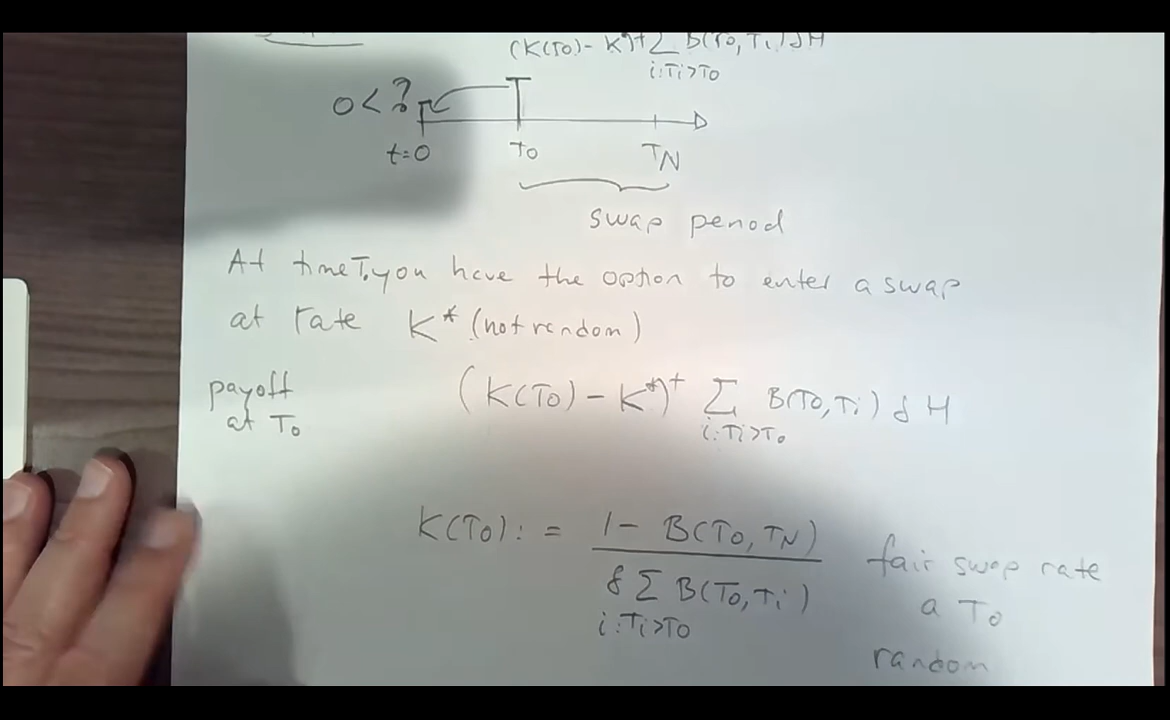 (K(T0)- K*)+ Σ B(T0, Ti) δ H
i:Ti>T0
0 < ?
t=0 T0 TN
swap period
At time T0 you have the option to enter a swap
at rate K* (not random)
payoff (K(T0) - K*)+ Σ B(T0,Ti) δ H
at T0 i:Ti>T0
K(T0) := 1 - B(T0, TN) fair swap rate
δ Σ B(T0,Ti) a T0
i:Ti>T0
random